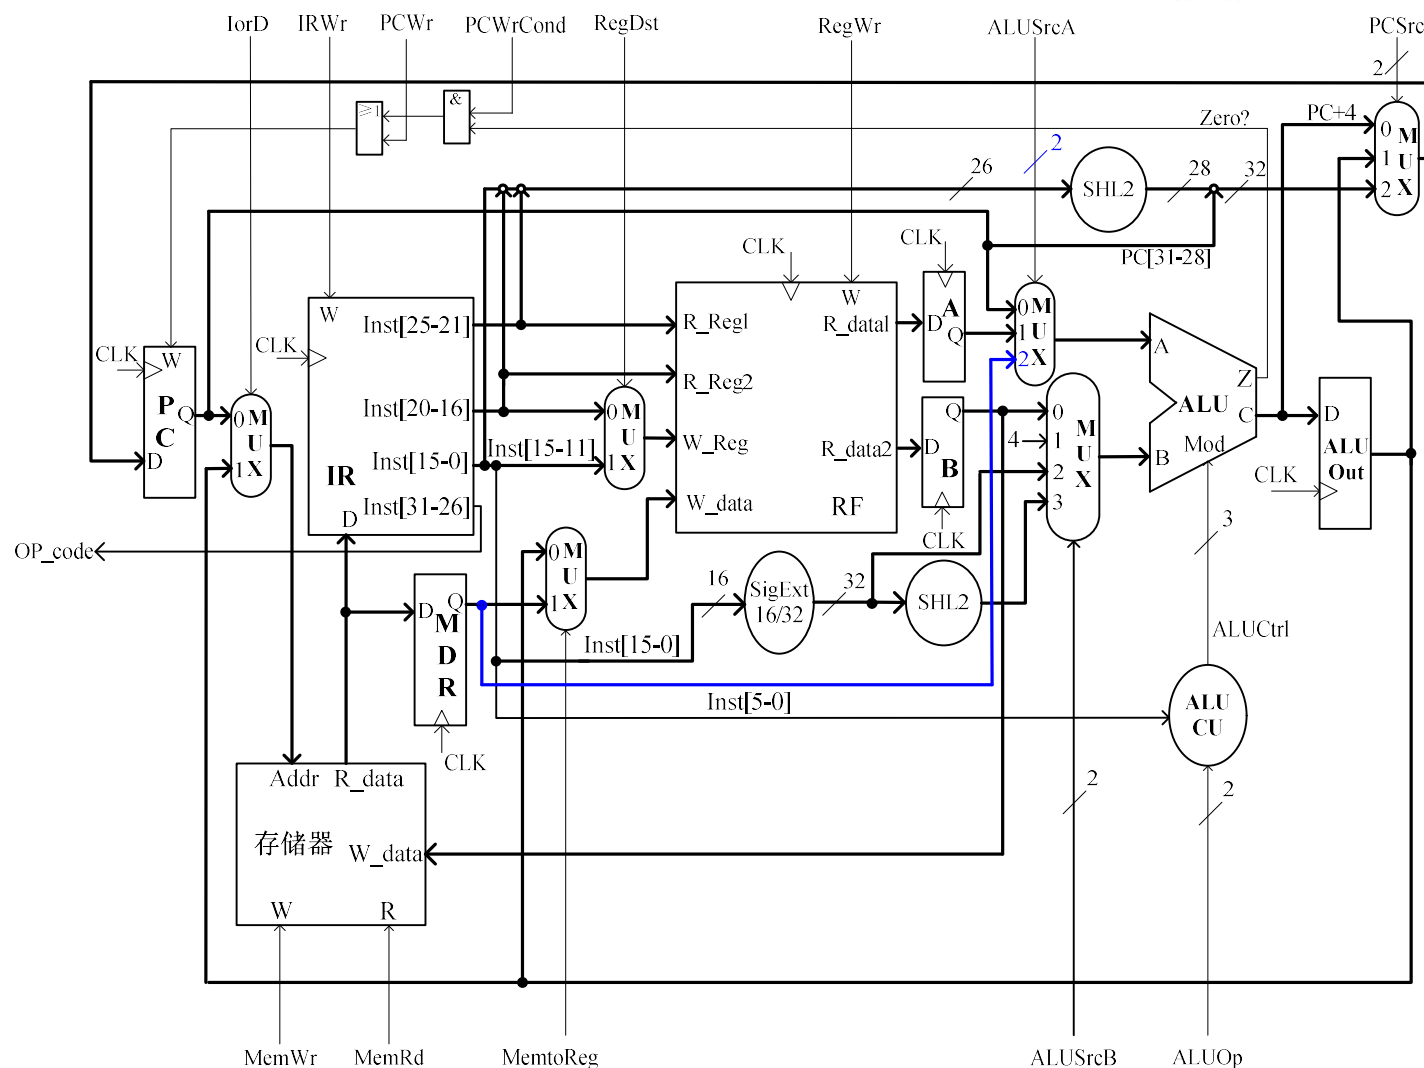 IorD IRWr PCWr PCWrCond RegDst RegWr ALUSrcA PCSrc
2
≥1 & Zero? PC+4
0 M
1 U
2 X
2
26 SHL2 28 32
CLK CLK PC[31-28]
W Inst[25-21] R_Reg1 W R_data1 D A Q
0 M
1 U
2 X
A
CLK W CLK
P C Q D
0 M
U
1 X
R_Reg2 Z
Inst[20-16]
0 M
U
1 X
Q
0
ALU C D
Inst[15-11] W_Reg R_data2 D B
4 1 M
2 U
3 X
B Mod ALU Out
Inst[15-0]
IR
Inst[31-26] W_data RF CLK
D
OP_code CLK 3
0 M
U
1 X
16 SigExt 16/32 32 SHL2
D Q M D R
Inst[15-0] ALUCtrl
Inst[5-0] ALU CU
CLK
Addr R_data
2 2
存储器
W_data
W R
MemWr MemRd MemtoReg ALUSrcB ALUOp